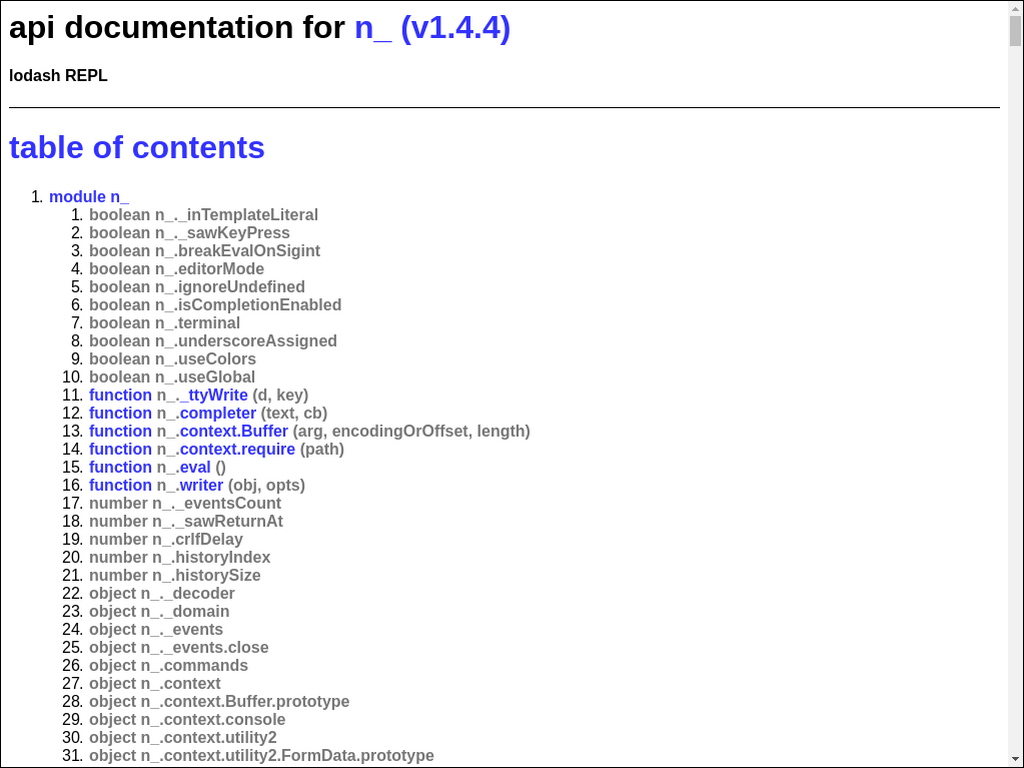 api documentation for n_ (v1.4.4)
lodash REPL
table of contents
1. module n_
1. boolean n_._inTemplateLiteral
2. boolean n_._sawKeyPress
3. boolean n_.breakEvalOnSigint
4. boolean n_.editorMode
5. boolean n_.ignoreUndefined
6. boolean n_.isCompletionEnabled
7. boolean n_.terminal
8. boolean n_.underscoreAssigned
9. boolean n_.useColors
10. boolean n_.useGlobal
11. function n_._ttyWrite (d, key)
12. function n_.completer (text, cb)
13. function n_.context.Buffer (arg, encodingOrOffset, length)
14. function n_.context.require (path)
15. function n_.eval ()
16. function n_.writer (obj, opts)
17. number n_._eventsCount
18. number n_._sawReturnAt
19. number n_.crlfDelay
20. number n_.historyIndex
21. number n_.historySize
22. object n_._decoder
23. object n_._domain
24. object n_._events
25. object n_._events.close
26. object n_.commands
27. object n_.context
28. object n_.context.Buffer.prototype
29. object n_.context.console
30. object n_.context.utility2
31. object n_.context.utility2.FormData.prototype